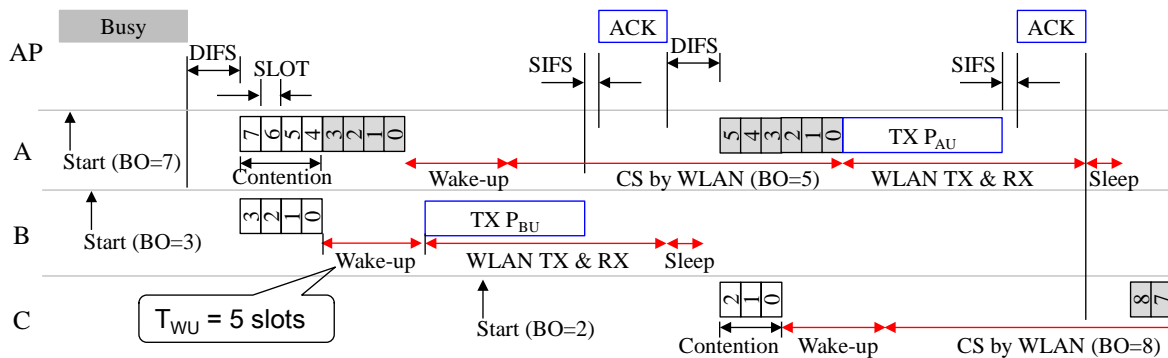 Busy
ACK
ACK
AP
DIFS
DIFS
SLOT
SIFS
SIFS
7 6 5 4 3 2 1 0
5 4 3 2 1 0
TX P_AU
A
Start (BO=7)
Contention
Wake-up
CS by WLAN (BO=5)
WLAN TX & RX
Sleep
3 2 1 0
TX P_BU
B
Start (BO=3)
Wake-up
WLAN TX & RX
Sleep
T_WU = 5 slots
2 1 0
8 7
C
Start (BO=2)
Contention
Wake-up
CS by WLAN (BO=8)